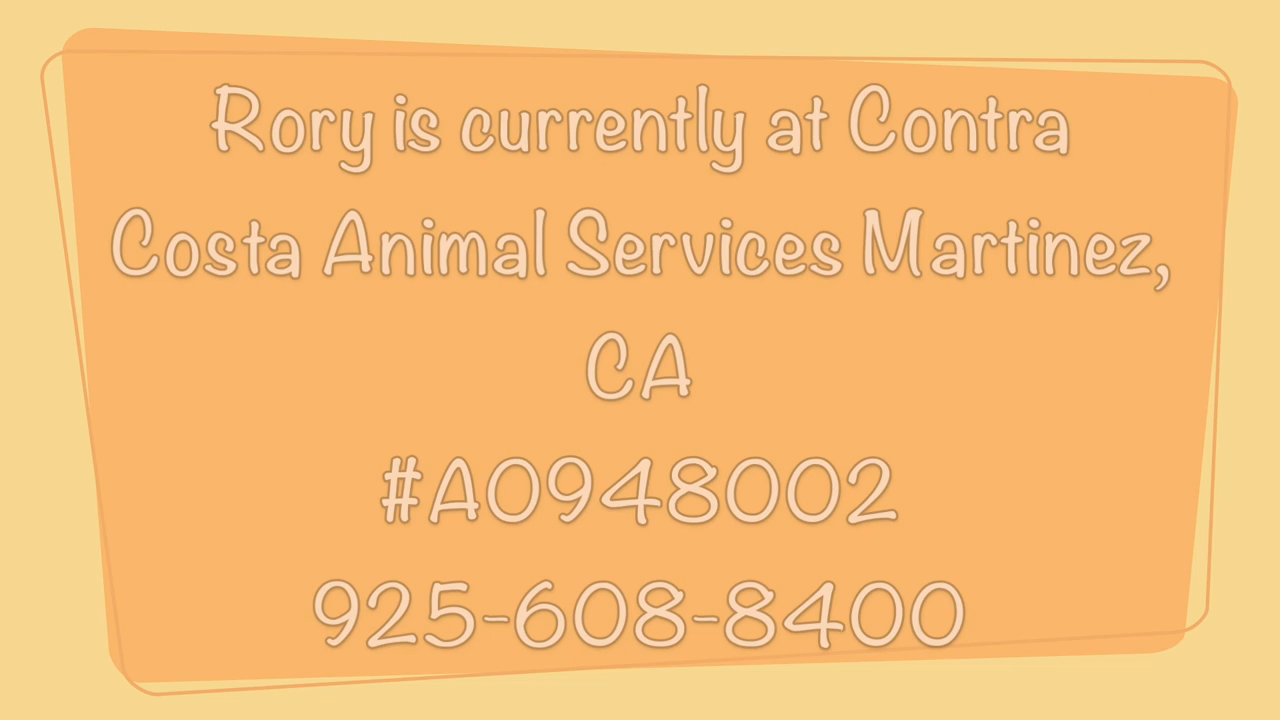 Rory is currently at Contra
Costa Animal Services Martinez,
CA
#A0948002
925-608-8400